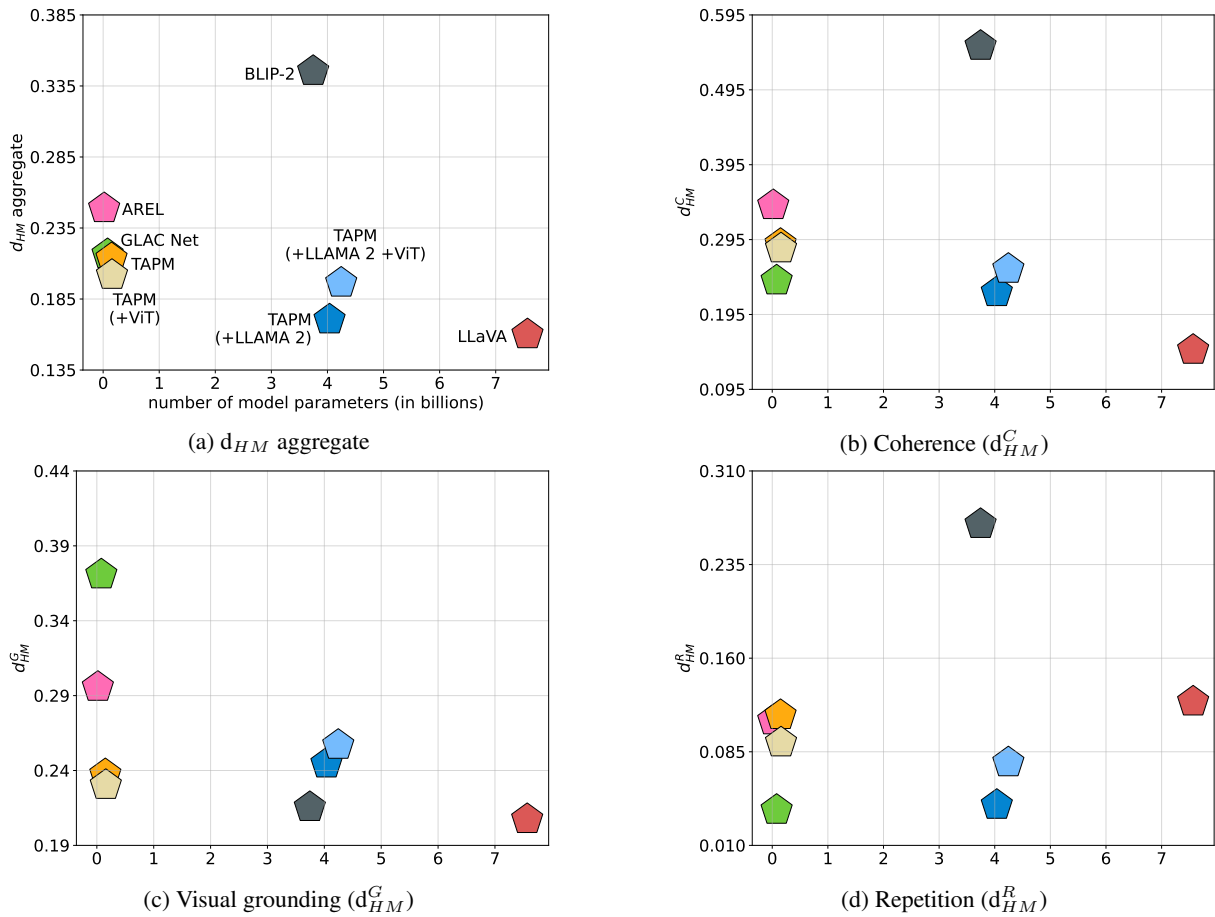 0.385
0.335
0.285
0.235
0.185
0.135
d_HM aggregate
BLIP-2
AREL
GLAC Net
TAPM
TAPM
(+ViT)
TAPM
(+LLAMA 2 +ViT)
TAPM
(+LLAMA 2)
LLaVA
0 1 2 3 4 5 6 7
number of model parameters (in billions)
(a) d_HM aggregate
0.595
0.495
0.395
0.295
0.195
0.095
d^C_HM
0 1 2 3 4 5 6 7
(b) Coherence (d^C_HM)
0.44
0.39
0.34
0.29
0.24
0.19
d^G_HM
0 1 2 3 4 5 6 7
(c) Visual grounding (d^G_HM)
0.310
0.235
0.160
0.085
0.010
d^R_HM
0 1 2 3 4 5 6 7
(d) Repetition (d^R_HM)